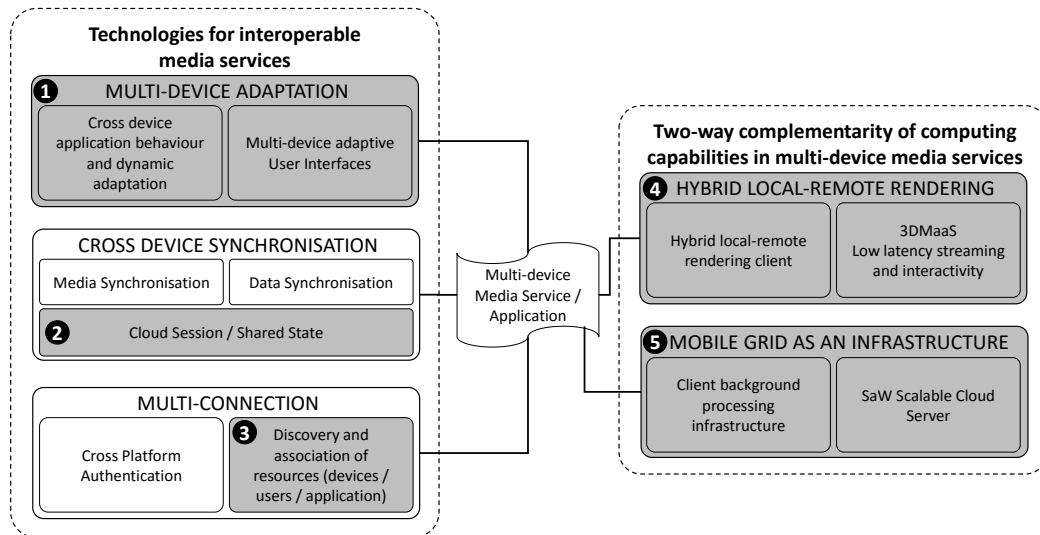 Technologies for interoperable
media services
1
MULTI-DEVICE ADAPTATION
Cross device
application behaviour
and dynamic
adaptation
Multi-device adaptive
User Interfaces
CROSS DEVICE SYNCHRONISATION
Media Synchronisation
Data Synchronisation
2
Cloud Session / Shared State
MULTI-CONNECTION
Cross Platform
Authentication
3
Discovery and
association of
resources (devices /
users / application)
Multi-device
Media Service /
Application
Two-way complementarity of computing
capabilities in multi-device media services
4
HYBRID LOCAL-REMOTE RENDERING
Hybrid local-remote
rendering client
3DMaaS
Low latency streaming
and interactivity
5
MOBILE GRID AS AN INFRASTRUCTURE
Client background
processing
infrastructure
SaW Scalable Cloud
Server